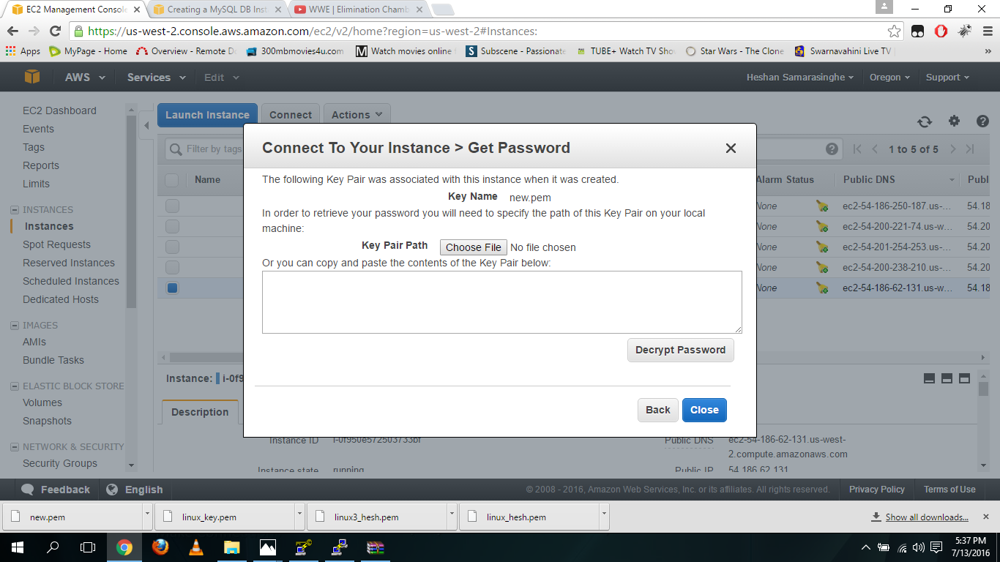 EC2 Management Console
Creating a MySQL DB Inst
WWE | Elimination Chamb
https://us-west-2.console.aws.amazon.com/ec2/v2/home?region=us-west-2#Instances:
Apps
MyPage - Home
Overview - Remote D
300mbmovies4u.com
Watch movies online
Subscene - Passionate
TUBE+ Watch TV Sho
Star Wars - The Clone
Swarnavahini Live TV
»
AWS
Services
Edit
Heshan Samarasinghe
Oregon
Support
EC2 Dashboard
Events
Tags
Reports
Limits
INSTANCES
Instances
Spot Requests
Reserved Instances
Scheduled Instances
Dedicated Hosts
IMAGES
AMIs
Bundle Tasks
ELASTIC BLOCK STORE
Volumes
Snapshots
NETWORK & SECURITY
Security Groups
Launch Instance
Connect
Actions
Filter by tags
1 to 5 of 5
Name
Alarm Status
Public DNS
Publ
None
ec2-54-186-250-187.us-...
54.18
None
ec2-54-200-221-74.us-w...
54.20
None
ec2-54-201-254-253.us-...
54.20
None
ec2-54-200-238-210.us-...
54.20
None
ec2-54-186-62-131.us-w...
54.18
Connect To Your Instance > Get Password
The following Key Pair was associated with this instance when it was created.
Key Name new.pem
In order to retrieve your password you will need to specify the path of this Key Pair on your local
machine:
Key Pair Path Choose File No file chosen
Or you can copy and paste the contents of the Key Pair below:
Decrypt Password
Back
Close
Instance: i-0f9
Description
Instance ID i-0f950e572503733bf
Public DNS ec2-54-186-62-131.us-west-
2.compute.amazonaws.com
Instance state running
Public IP 54.186.62.131
Feedback
English
© 2008 - 2016, Amazon Web Services, Inc. or its affiliates. All rights reserved.
Privacy Policy
Terms of Use
new.pem
linux_key.pem
linux3_hesh.pem
linux_hesh.pem
Show all downloads...
5:37 PM
7/13/2016